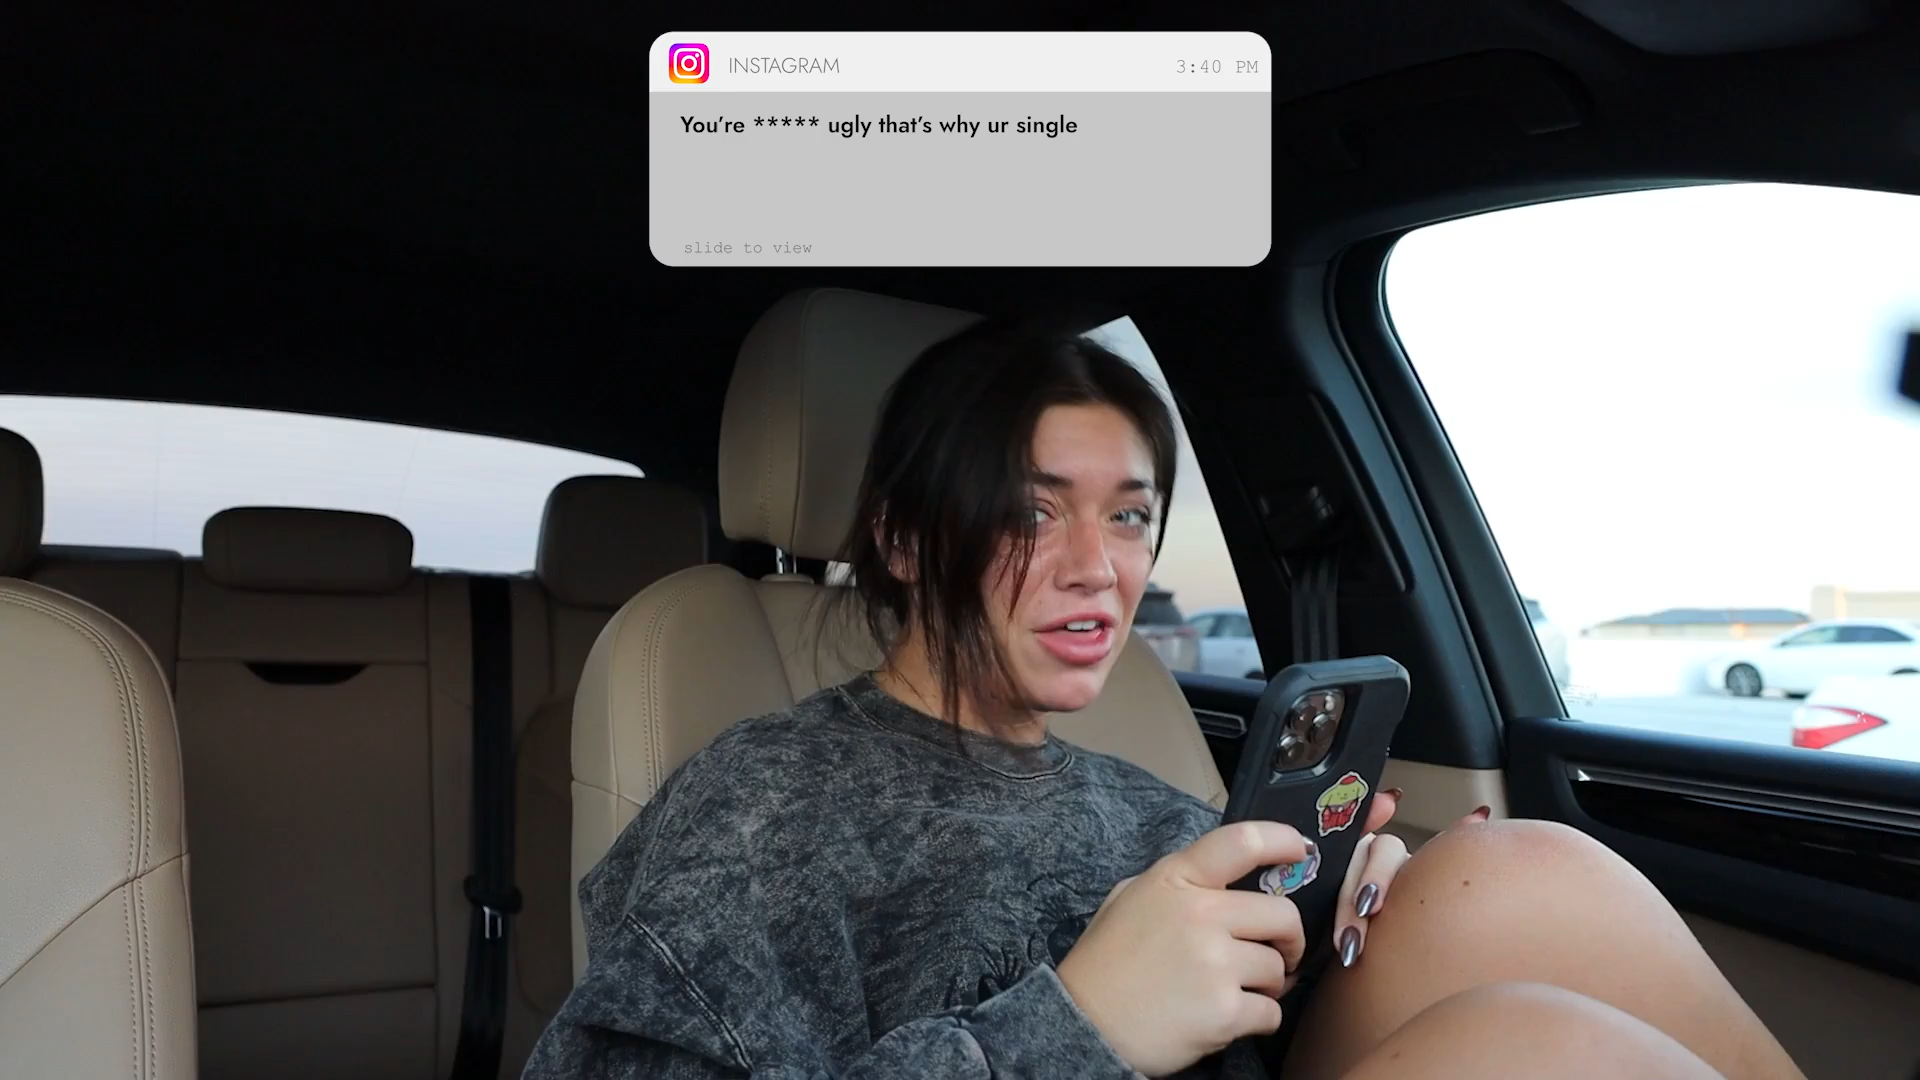 INSTAGRAM
3:40 PM
You're ***** ugly that's why ur single
slide to view